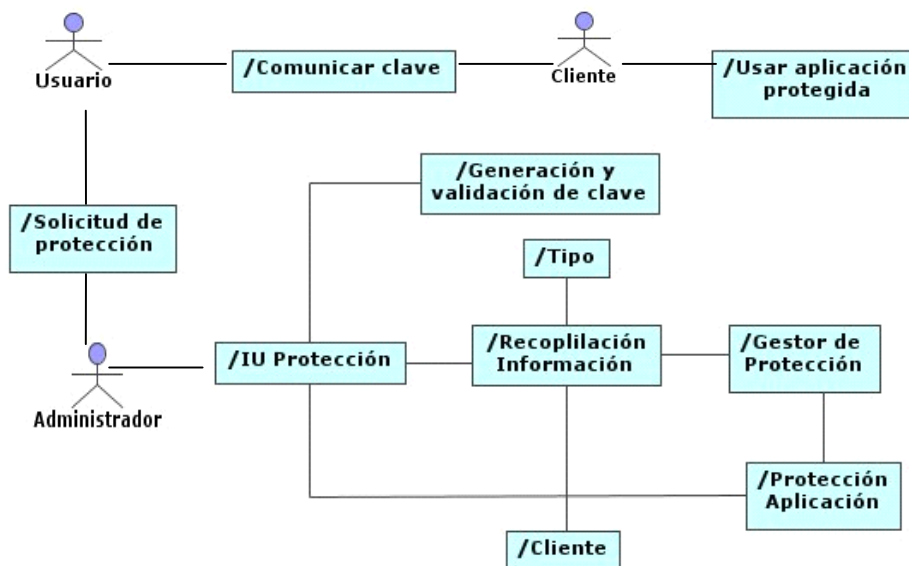 Usuario
/Comunicar clave
Cliente
/Usar aplicación
protegida
/Generación y
validación de clave
/Solicitud de
protección
/Tipo
/IU Protección
/Recoplilación
Información
/Gestor de
Protección
Administrador
/Protección
Aplicación
/Cliente